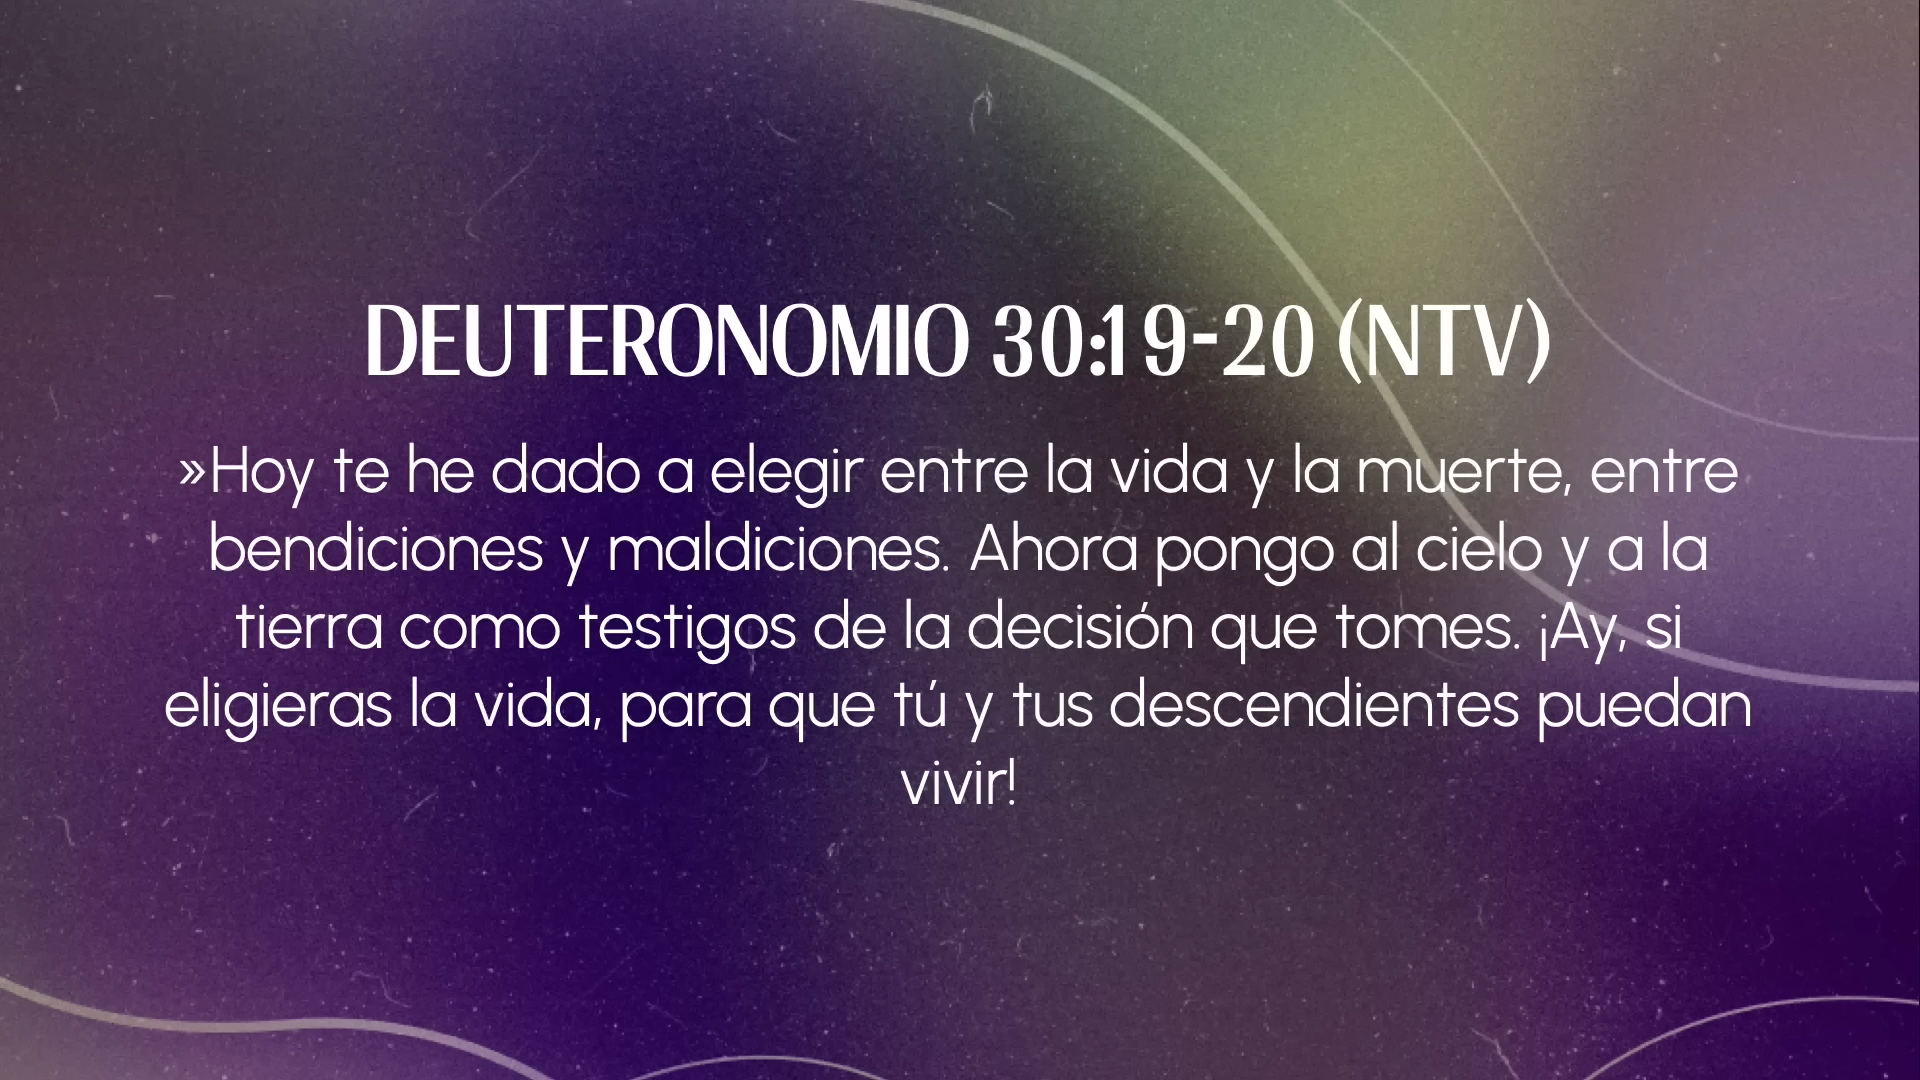 DEUTERONOMIO 30:19-20 (NTV)
»Hoy te he dado a elegir entre la vida y la muerte, entre
bendiciones y maldiciones. Ahora pongo al cielo y a la
tierra como testigos de la decisión que tomes. ¡Ay, si
eligieras la vida, para que tú y tus descendientes puedan
vivir!